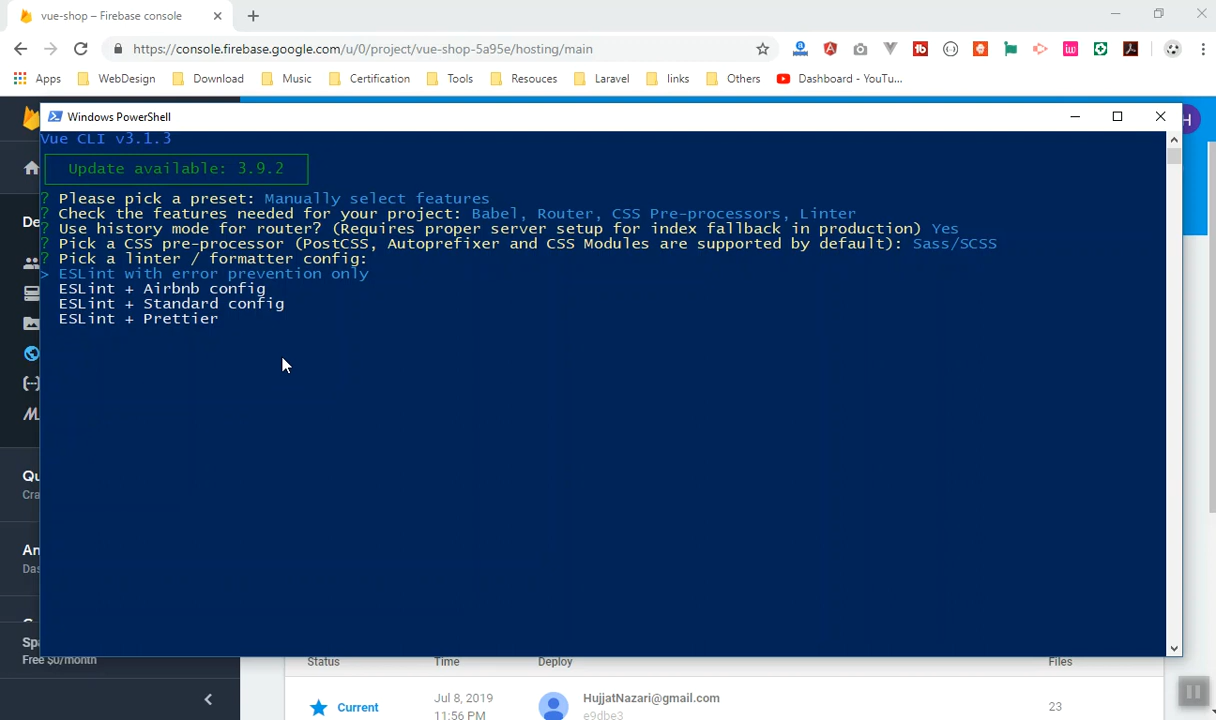 vue-shop – Firebase console
https://console.firebase.google.com/u/0/project/vue-shop-5a95e/hosting/main
Apps WebDesign Download Music Certification Tools Resouces Laravel links Others Dashboard - YouTu...
Windows PowerShell
Vue CLI v3.1.3
Update available: 3.9.2
? Please pick a preset: Manually select features
? Check the features needed for your project: Babel, Router, CSS Pre-processors, Linter
? Use history mode for router? (Requires proper server setup for index fallback in production) Yes
? Pick a CSS pre-processor (PostCSS, Autoprefixer and CSS Modules are supported by default): Sass/SCSS
? Pick a linter / formatter config:
> ESLint with error prevention only
ESLint + Airbnb config
ESLint + Standard config
ESLint + Prettier
Free $0/month
Status Time Deploy Files
Current Jul 8, 2019 HujjatNazari@gmail.com 23
11:56 PM e9dbe3